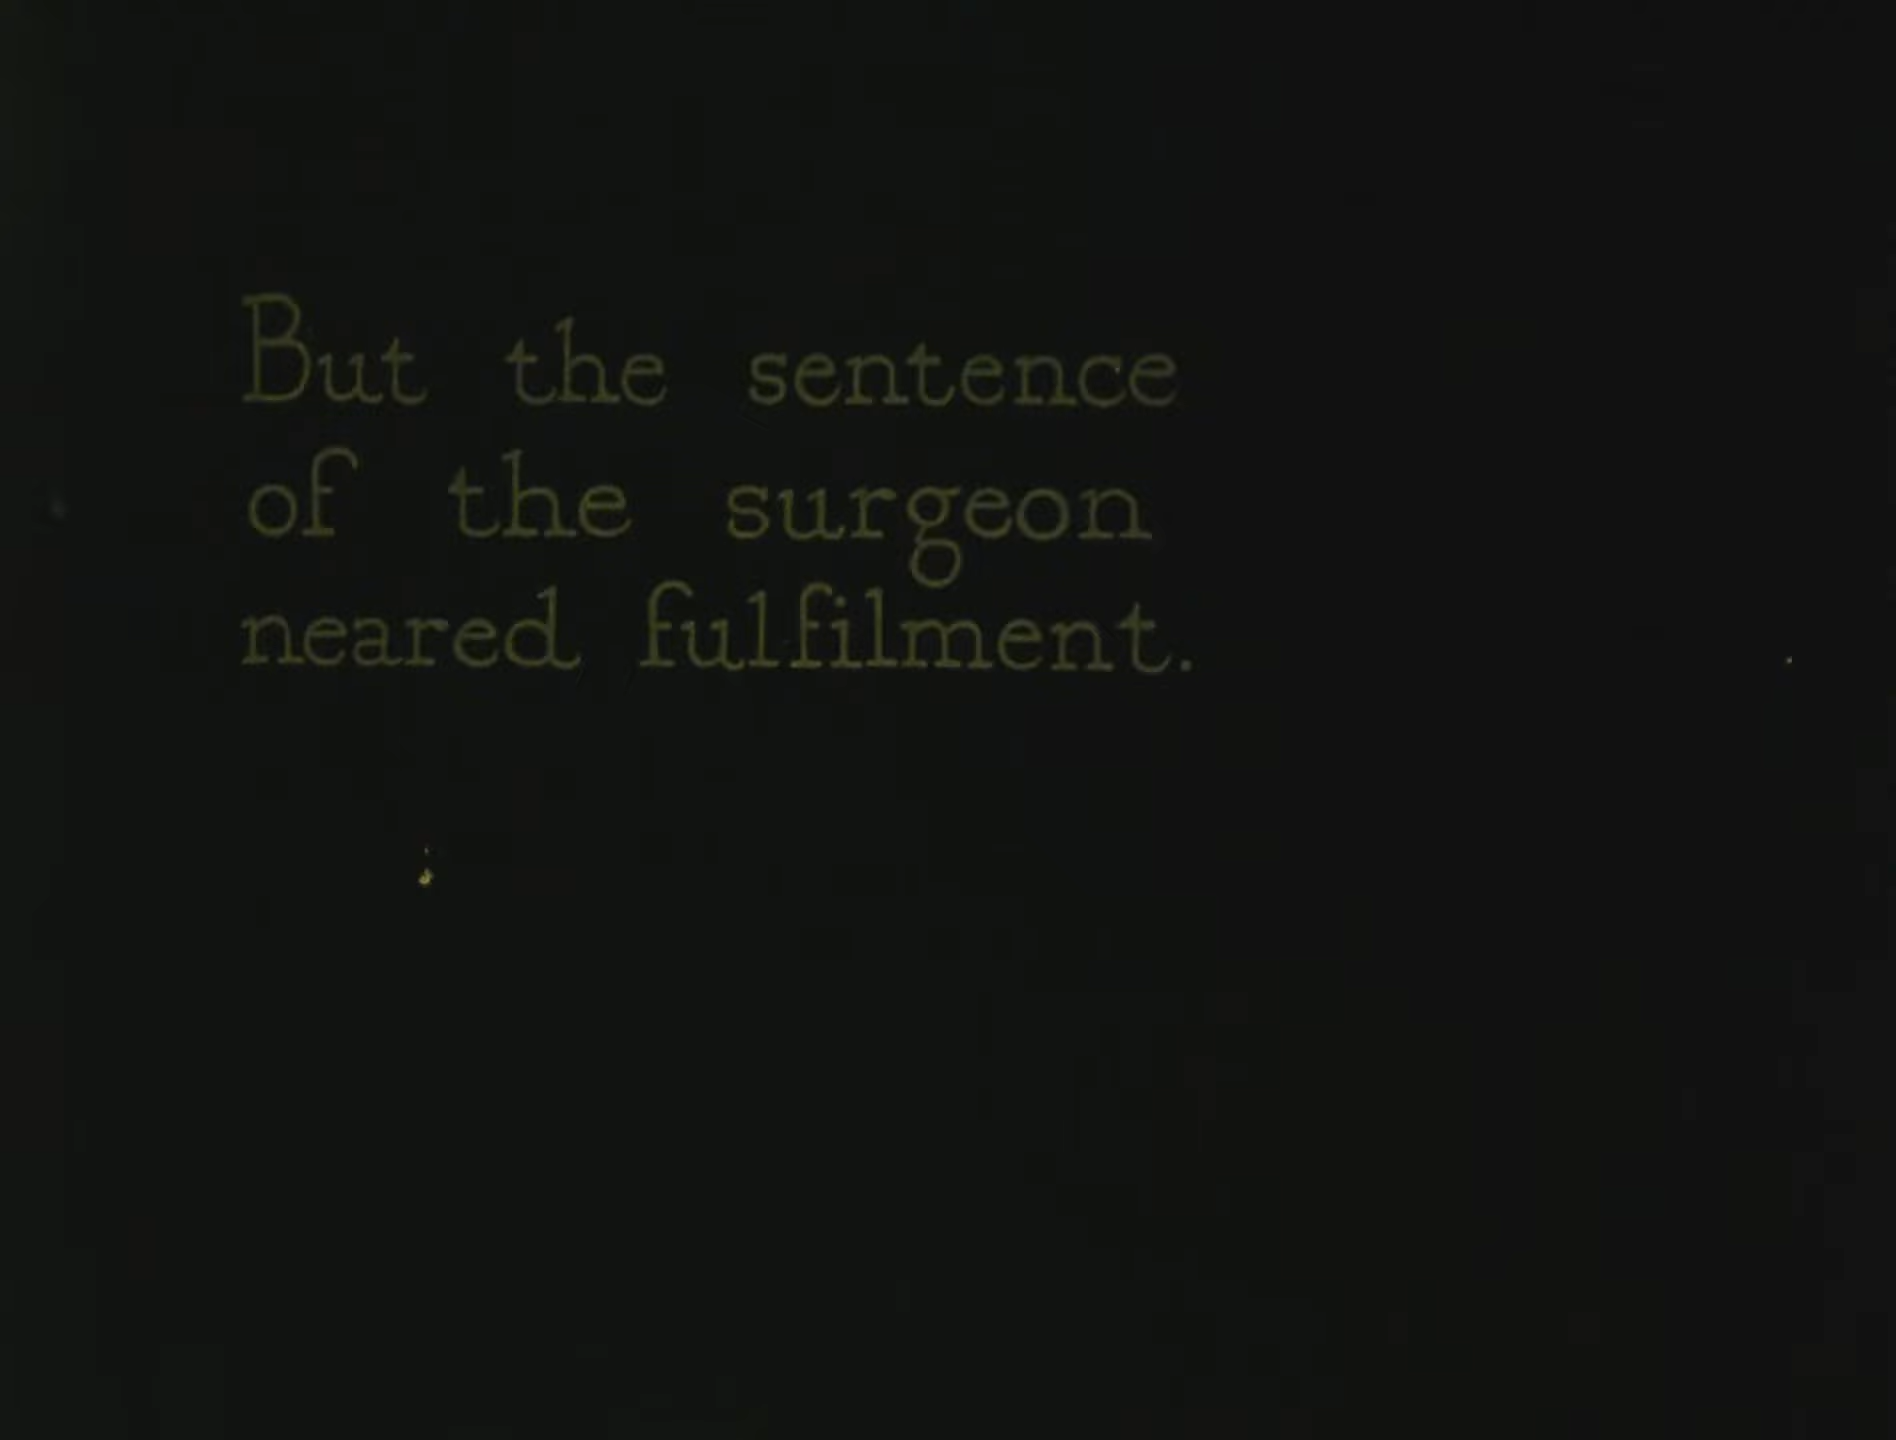 But the sentence
of the surgeon
neared fulfilment.